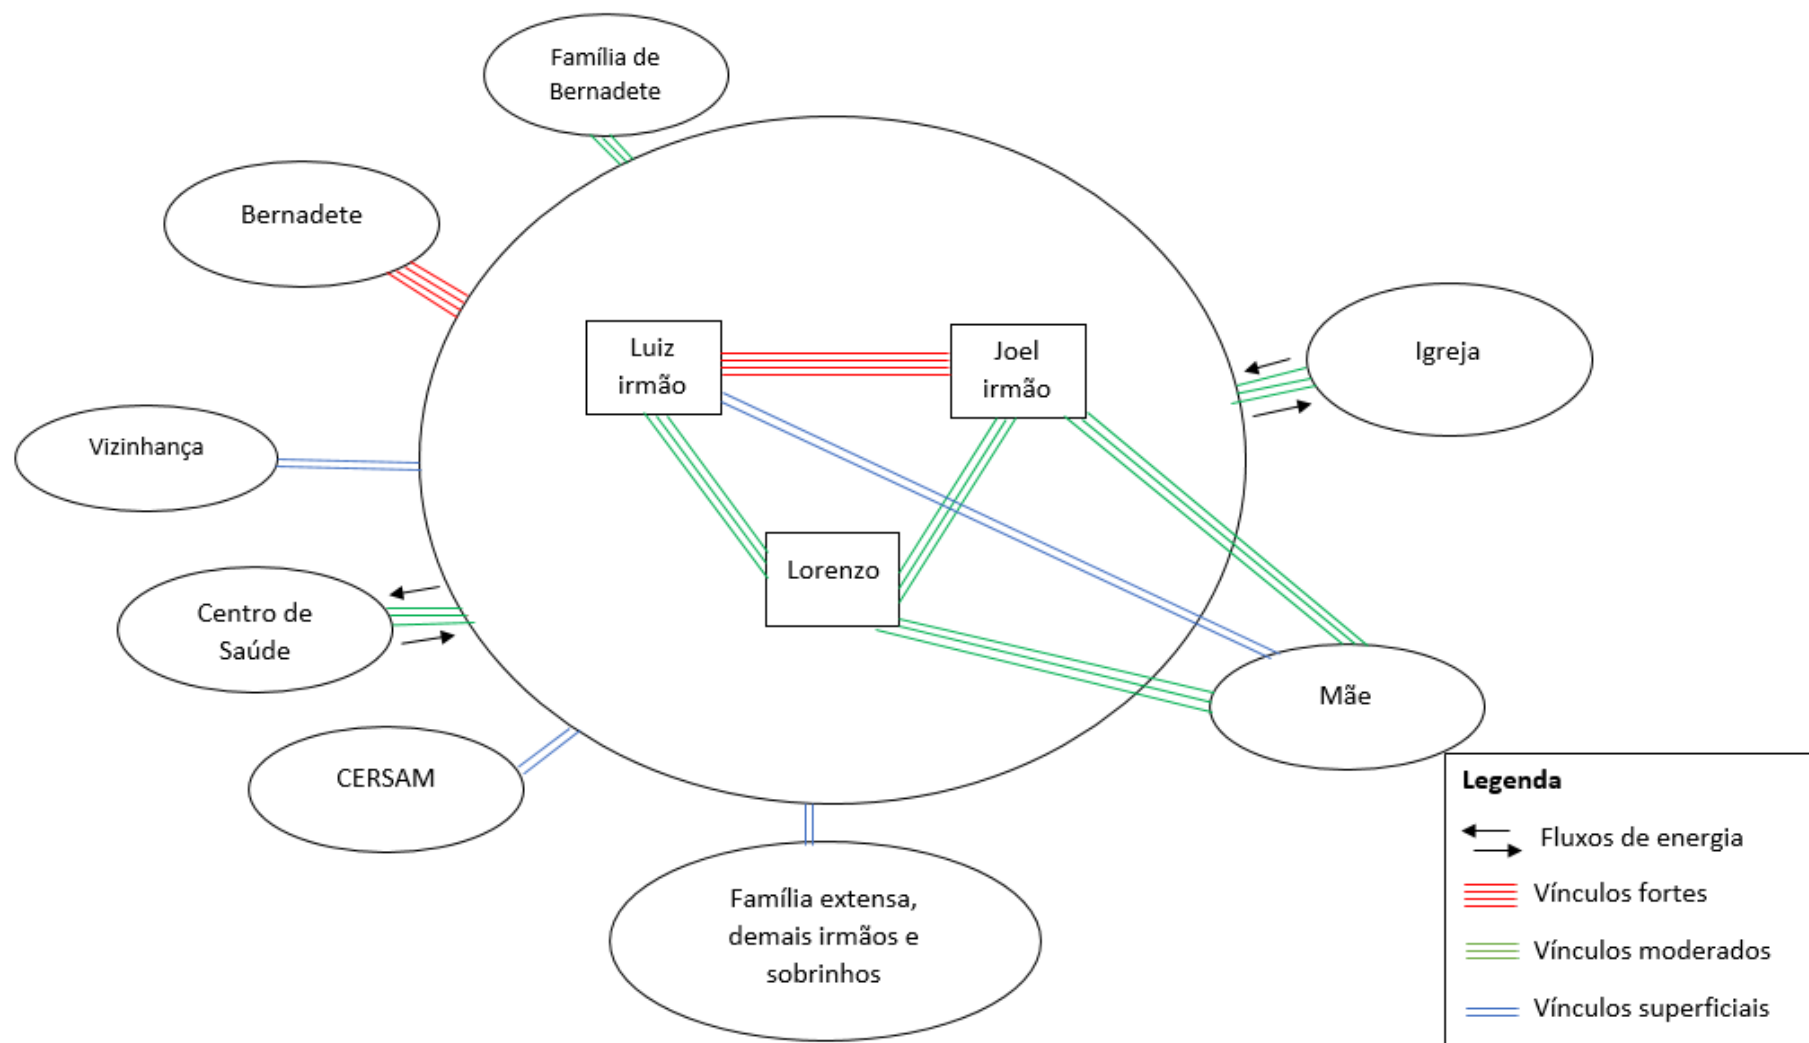 Família de
Bernadete
Bernadete
Luiz
irmão
Joel
irmão
Igreja
Vizinhança
Lorenzo
Centro de
Saúde
Mãe
CERSAM
Família extensa,
demais irmãos e
sobrinhos
Legenda
Fluxos de energia
Vínculos fortes
Vínculos moderados
Vínculos superficiais